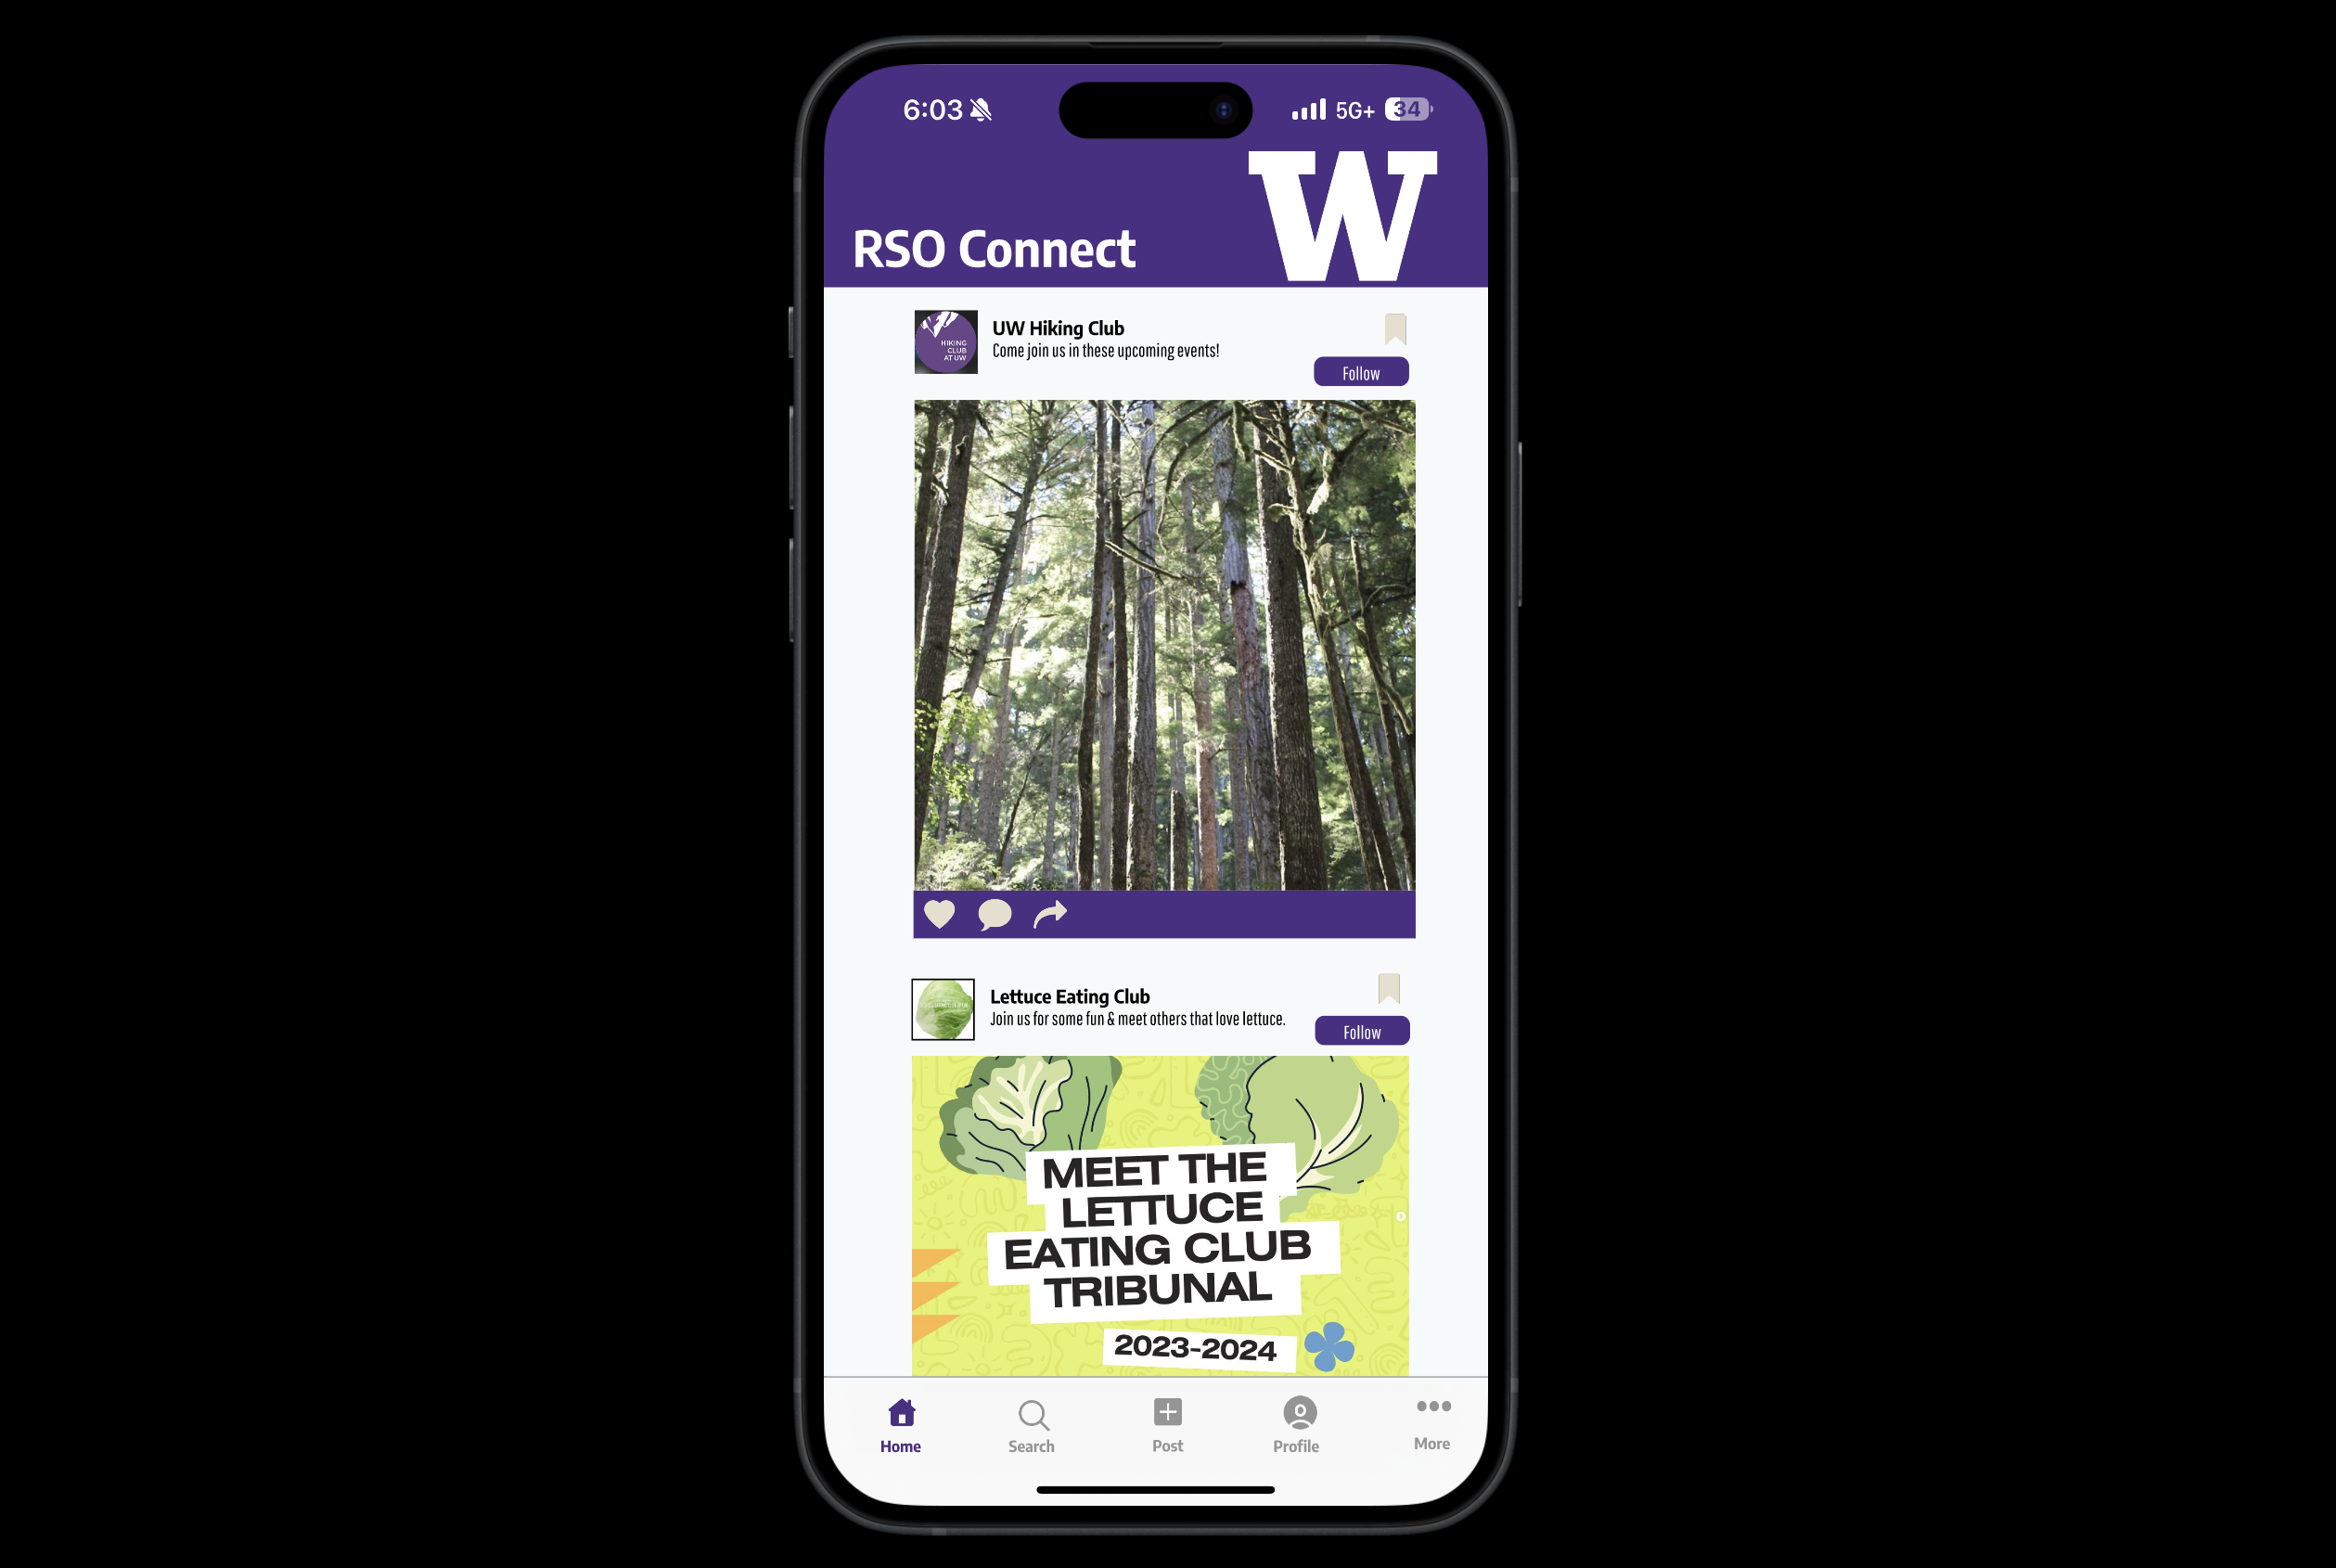 6:03
5G+ 34
W
RSO Connect
UW Hiking Club
Come join us in these upcoming events!
HIKING
CLUB
AT UW
Follow
Lettuce Eating Club
Join us for some fun & meet others that love lettuce.
Follow
MEET THE
LETTUCE
EATING CLUB
TRIBUNAL
2023-2024
Home
Search
Post
Profile
More